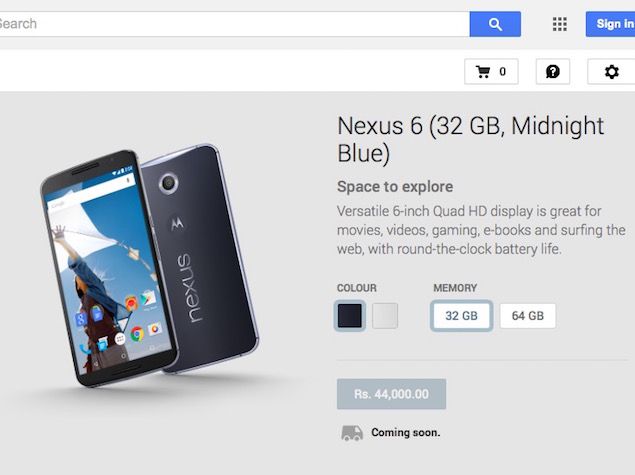 Search
Sign in
0
Nexus 6 (32 GB, Midnight
Blue)
Space to explore
Versatile 6-inch Quad HD display is great for
movies, videos, gaming, e-books and surfing the
web, with round-the-clock battery life.
COLOUR MEMORY
32 GB 64 GB
Rs. 44,000.00
Coming soon.
nexus